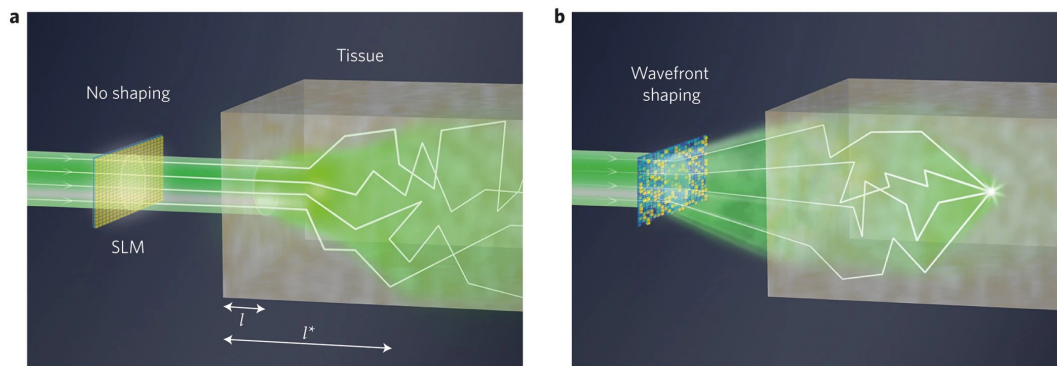 a
No shaping
Tissue
SLM
l
l*
b
Wavefront
shaping